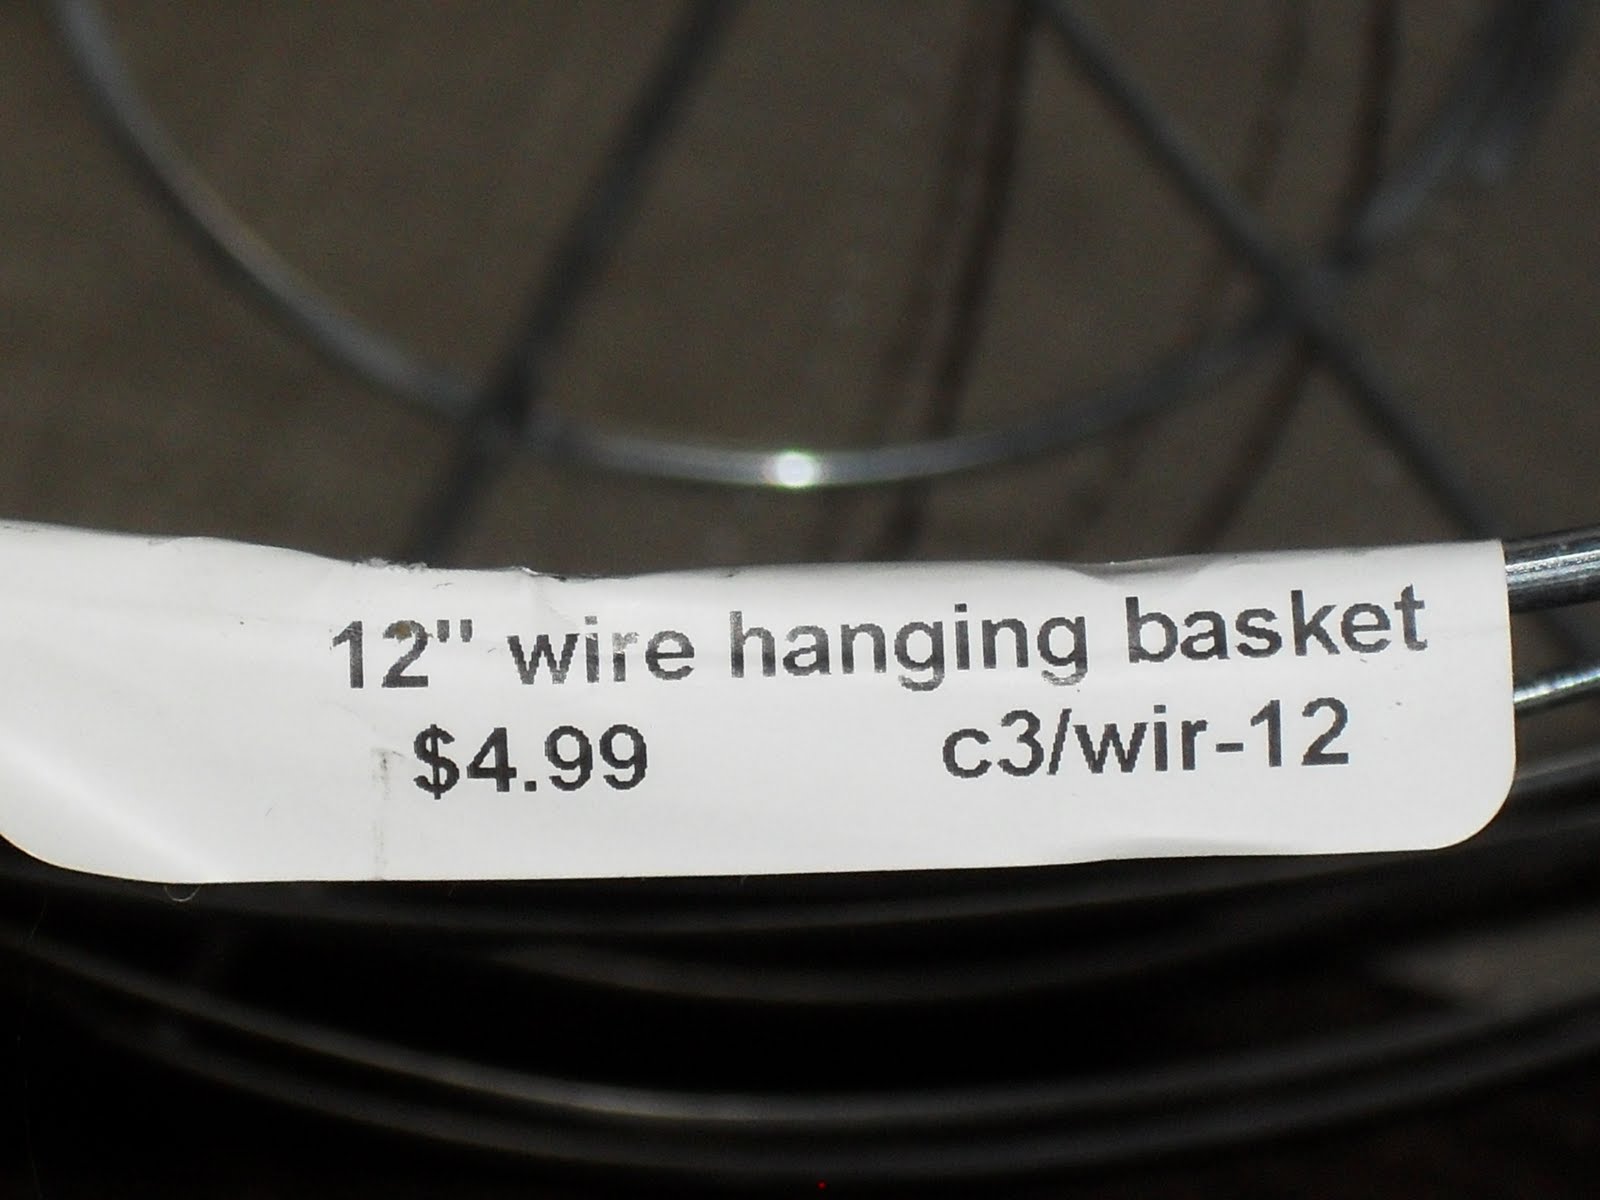 12" wire hanging basket
$4.99 c3/wir-12